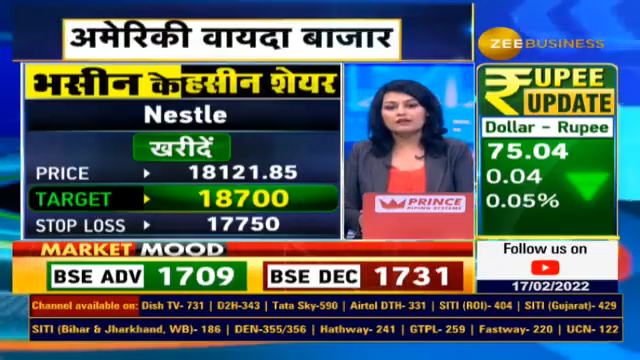 अमेरिकी वायदा बाजार
ZEE BUSINESS
भसीन के हसीन शेयर
Nestle
खरीदें
PRICE 18121.85
TARGET 18700
STOP LOSS 17750
PRINCE
PIPING SYSTEMS
₹UPEE
UPDATE
Dollar - Rupee
75.04
0.04
0.05%
MARKET MOOD
BSE ADV 1709 BSE DEC 1731
Follow us on
17/02/2022
Channel available on: Dish TV- 731 | D2H-343 | Tata Sky-590 | Airtel DTH- 331 | SITI (ROI)- 404 | SITI (Gujarat)- 429
SITI (Bihar & Jharkhand, WB)- 186 | DEN-355/356 | Hathway- 241 | GTPL- 259 | Fastway- 220 | UCN- 122